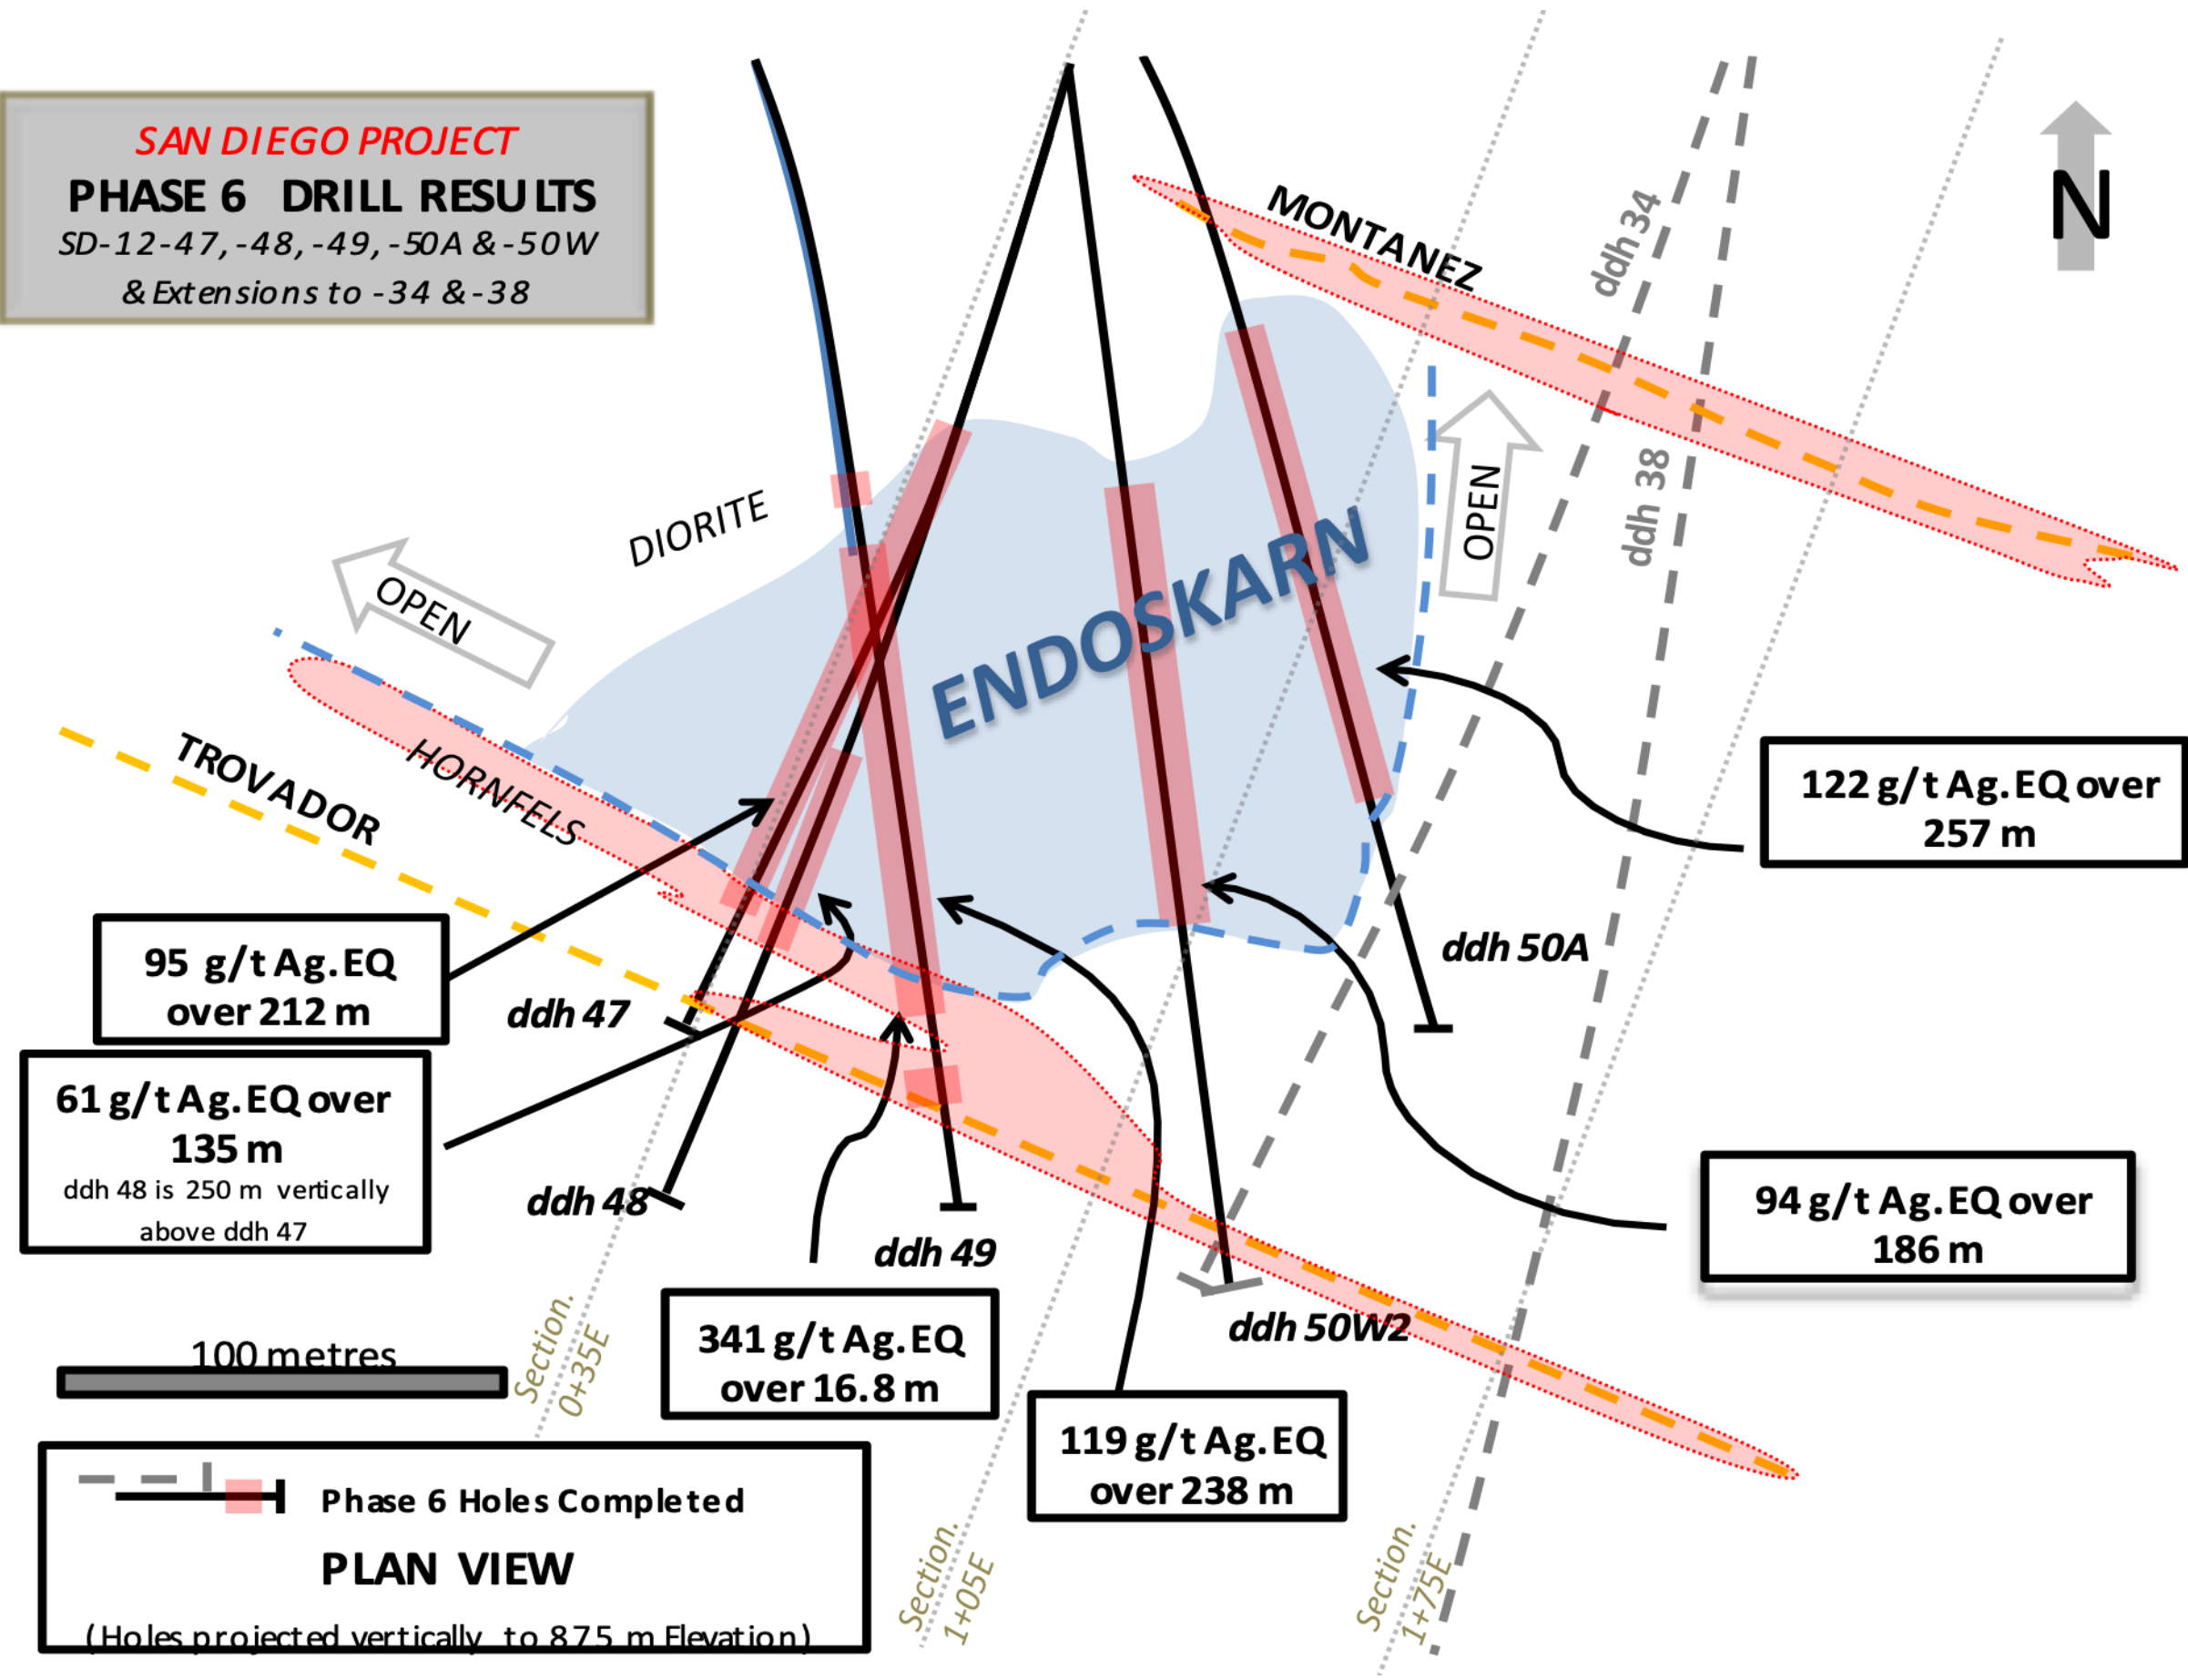 SAN DIEGO PROJECT
PHASE 6 DRILL RESULTS
SD-12-47, -48, -49, -50A & -50W
& Extensions to -34 & -38
N
MONTANEZ
ddh 34
ddh 38
DIORITE
OPEN
OPEN
ENDOSKARN
TROVADOR
HORNFELS
122 g/t Ag.EQ over
257 m
95 g/t Ag.EQ
over 212 m
ddh 47
ddh 50A
61 g/t Ag.EQ over
135 m
ddh 48 is 250 m vertically
above ddh 47
ddh 48
ddh 49
94 g/t Ag.EQ over
186 m
341 g/t Ag.EQ
over 16.8 m
ddh 50W2
100 metres
Section.
0+35E
119 g/t Ag.EQ
over 238 m
Section.
1+05E
Section.
1+75E
Phase 6 Holes Completed
PLAN VIEW
(Holes projected vertically to 875 m Elevation)